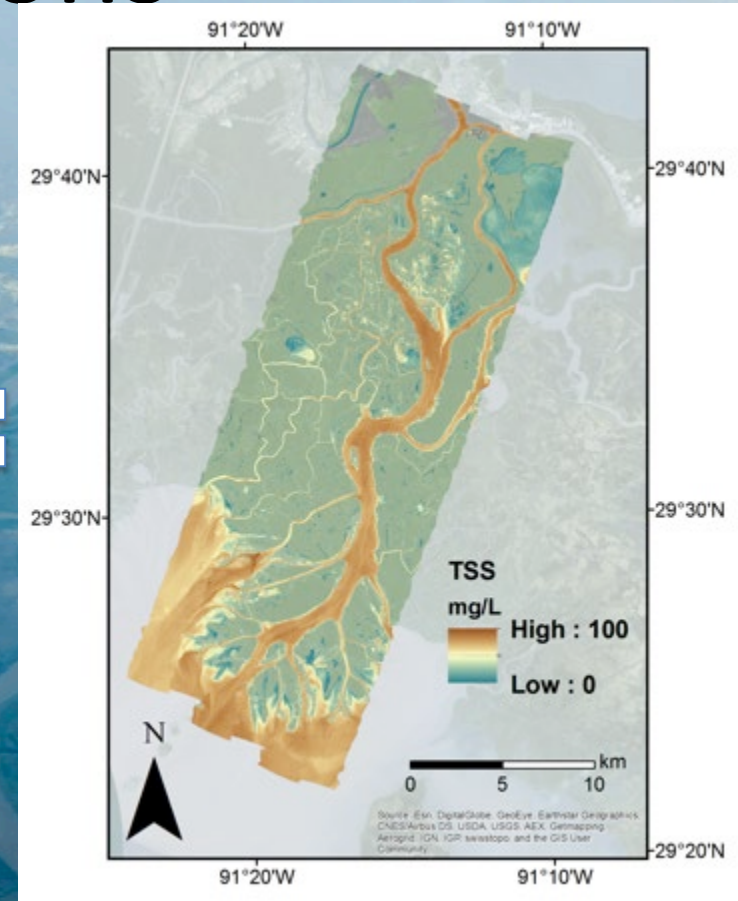 91°20'W 91°10'W
29°40'N 29°40'N
29°30'N 29°30'N
TSS
mg/L
High : 100
Low : 0
N
km
0 5 10
Source: Esri, DigitalGlobe, GeoEye, Earthstar Geographics,
CNES/Airbus DS, USDA, USGS, AEX, Getmapping,
Aerogrid, IGN, IGP, swisstopo, and the GIS User
Community
29°20'N
91°20'W 91°10'W